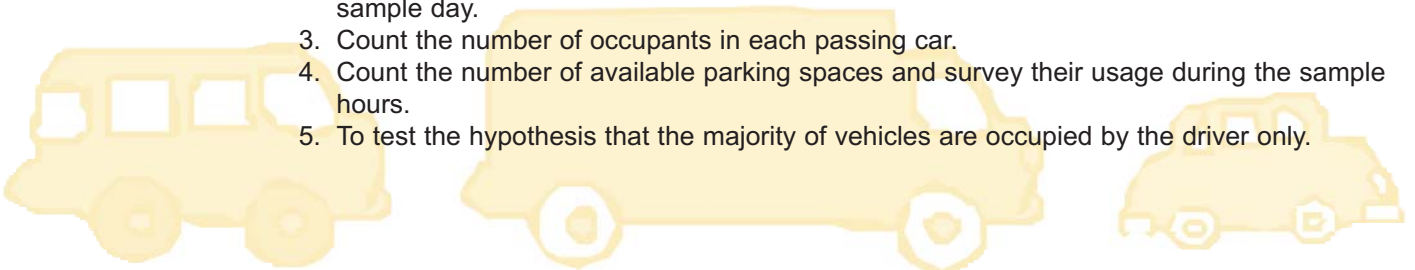 sample day.
3. Count the number of occupants in each passing car.
4. Count the number of available parking spaces and survey their usage during the sample
hours.
5. To test the hypothesis that the majority of vehicles are occupied by the driver only.